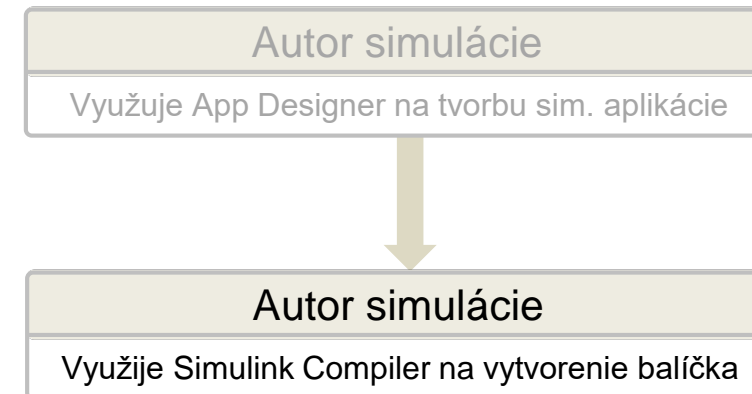 Autor simulácie
Využuje App Designer na tvorbu sim. aplikácie
Autor simulácie
Využije Simulink Compiler na vytvorenie balíčka